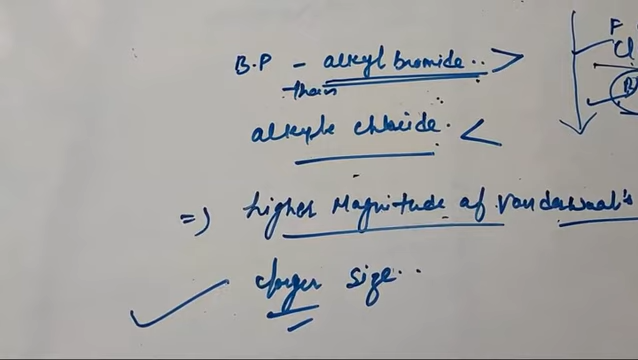 B.P - alkyl bromide.. >
than
alkyle chloride. <
=) higher Magnitude of Vanderwaal's
larger size..
F
Cl
B